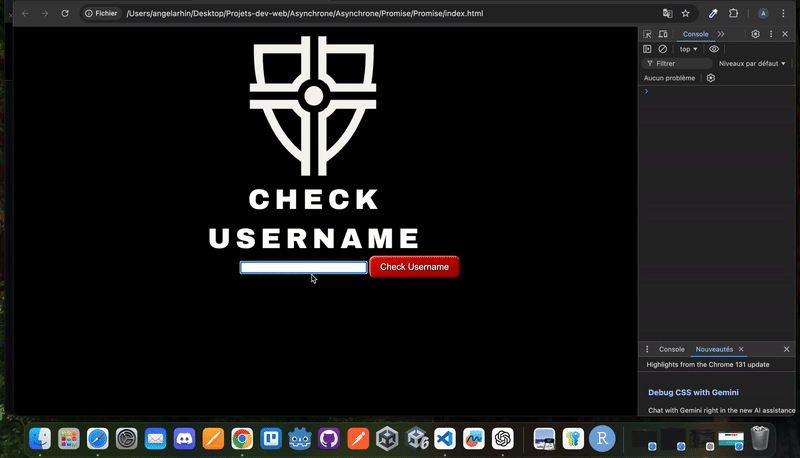 Fichier
/Users/angelarhin/Desktop/Projets-dev-web/Asynchrone/Asynchrone/Promise/Promise/index.html
A
Console
top
Filtrer
Niveaux par défaut
Aucun problème
CHECK
USERNAME
Check Username
Console
Nouveautés
Highlights from the Chrome 131 update
Debug CSS with Gemini
Chat with Gemini right in the new AI assistance
6
R